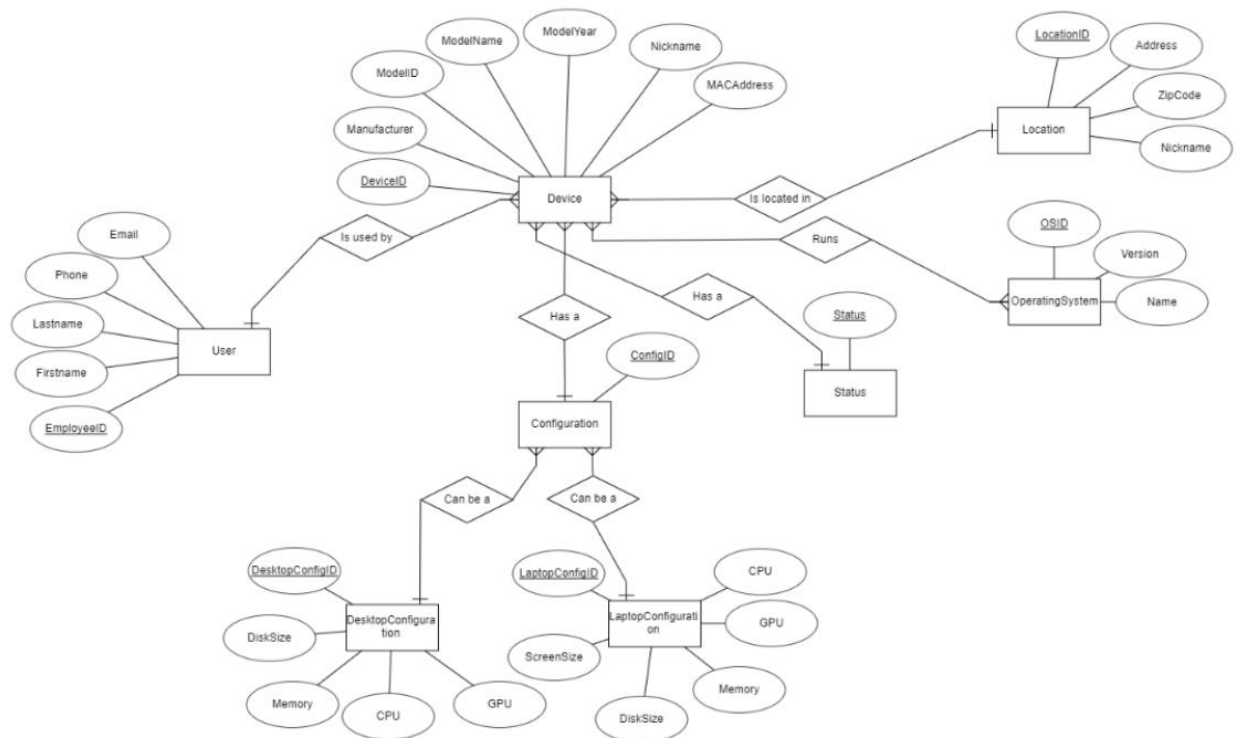 ModelName
ModelYear
Nickname
LocationID
Address
ModelID
MACAddress
ZipCode
Manufacturer
Location
Nickname
DeviceID
Device
Is located in
Email
Is used by
Runs
OSID
Version
Phone
Has a
OperatingSystem
Name
Lastname
Has a
Status
User
ConfigID
Firstname
Status
EmployeeID
Configuration
Can be a
Can be a
DesktopConfigID
LaptopConfigID
CPU
DesktopConfigura
tion
LaptopConfigurati
on
GPU
DiskSize
ScreenSize
Memory
GPU
Memory
CPU
DiskSize